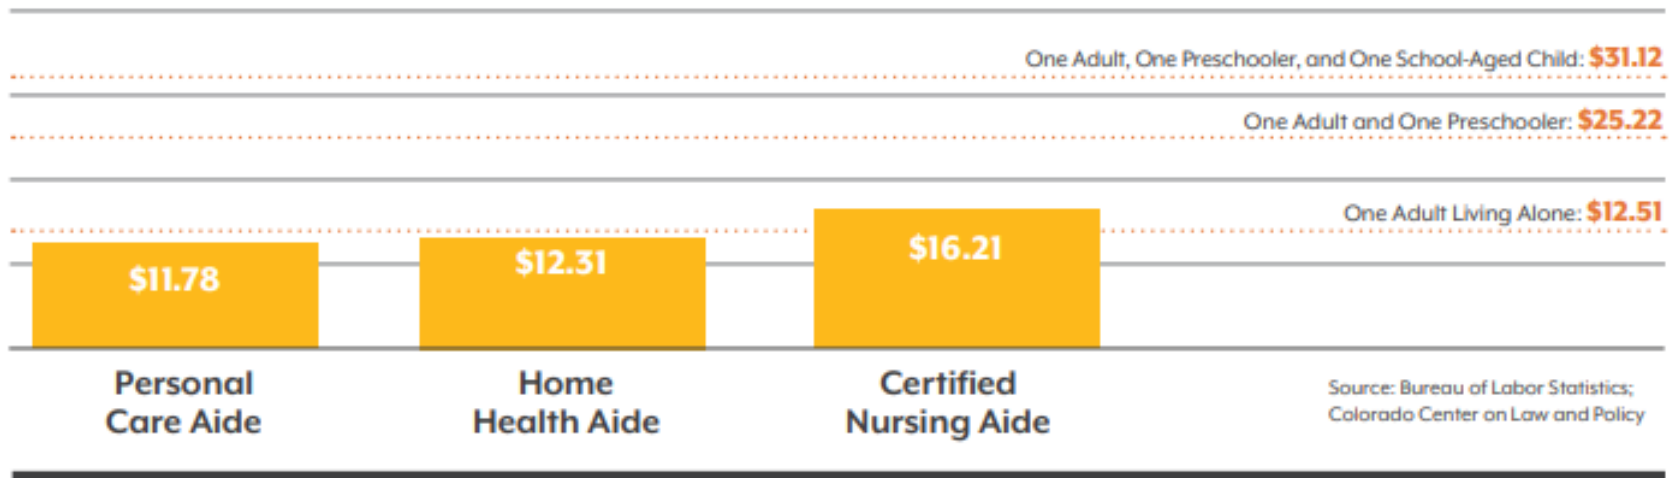 One Adult, One Preschooler, and One School-Aged Child: $31.12
One Adult and One Preschooler: $25.22
One Adult Living Alone: $12.51
$11.78
$12.31
$16.21
Personal
Care Aide
Home
Health Aide
Certified
Nursing Aide
Source: Bureau of Labor Statistics;
Colorado Center on Law and Policy